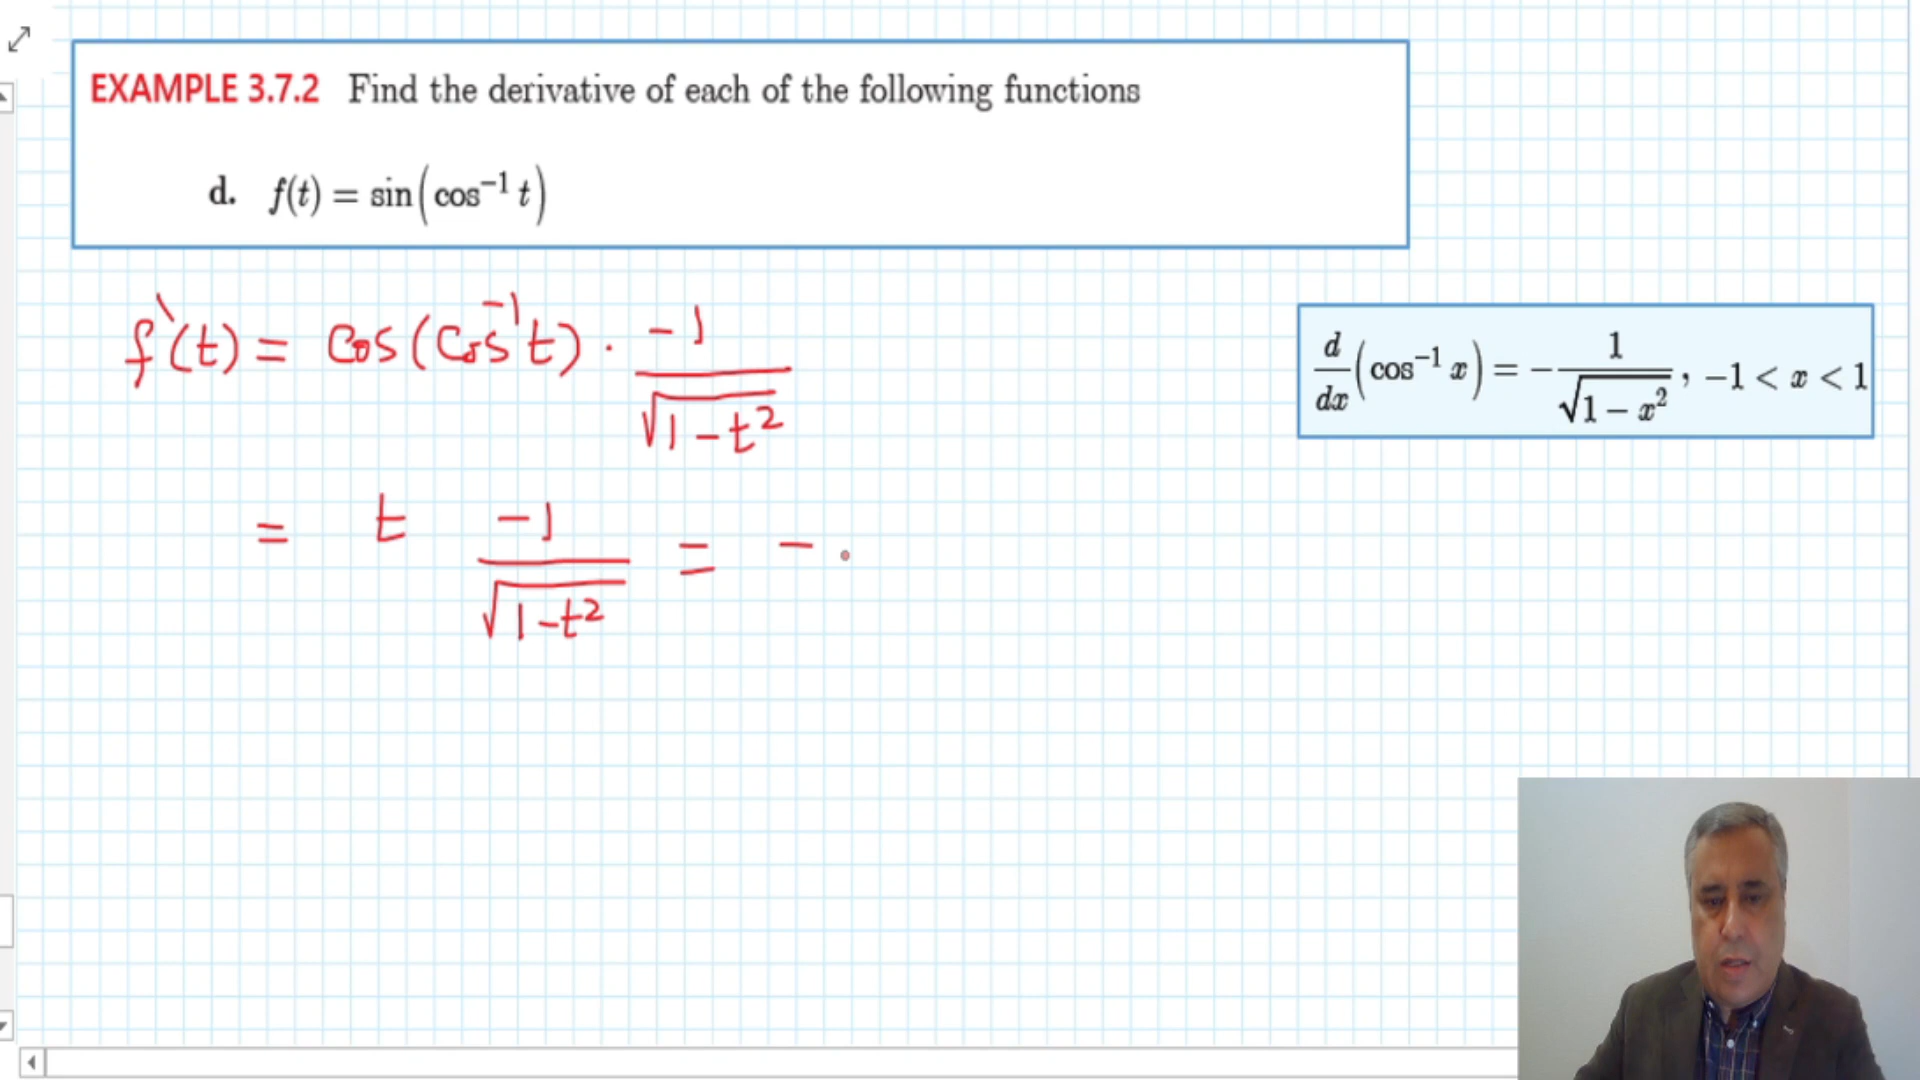 EXAMPLE 3.7.2 Find the derivative of each of the following functions
d. f(t) = sin(cos⁻¹ t)
f'(t) = Cos(Cos⁻¹t) · -1/√(1-t²)
d/dx (cos⁻¹ x) = -1/√(1 - x²), -1 < x < 1
= t -1/√(1-t²) = -